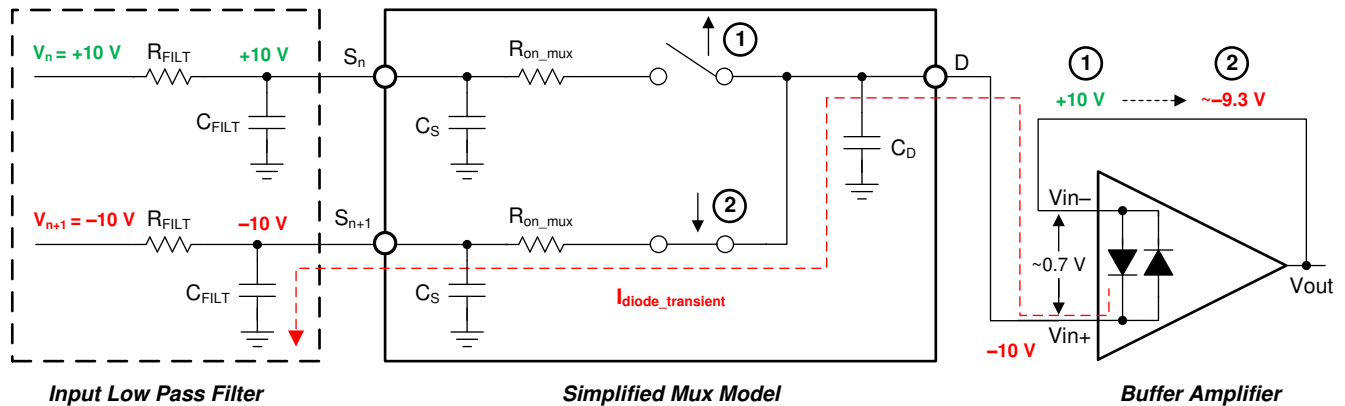 Vn = +10 V
RFILT
+10 V
Sn
Ron_mux
1
D
1
2
+10 V
~–9.3 V
CFILT
CS
CD
Vn+1 = –10 V
RFILT
–10 V
Sn+1
Ron_mux
2
Vin–
~0.7 V
CFILT
CS
Idiode_transient
Vout
Vin+
–10 V
Input Low Pass Filter
Simplified Mux Model
Buffer Amplifier